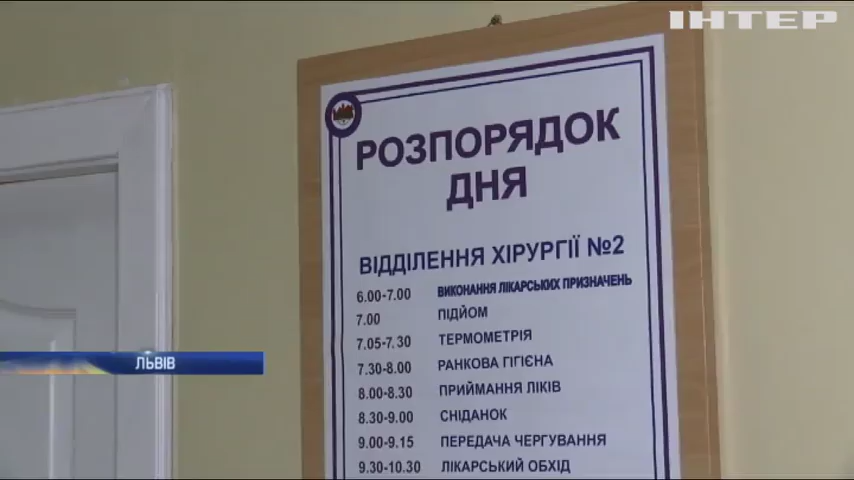 ІНТЕР
РОЗПОРЯДОК
ДНЯ
ВІДДІЛЕННЯ ХІРУРГІЇ №2
6.00-7.00 ВИКОНАННЯ ЛІКАРСЬКИХ ПРИЗНАЧЕНЬ
7.00 ПІДЙОМ
7.05-7.30 ТЕРМОМЕТРІЯ
7.30-8.00 РАНКОВА ГІГІЄНА
8.00-8.30 ПРИЙМАННЯ ЛІКІВ
8.30-9.00 СНІДАНОК
9.00-9.15 ПЕРЕДАЧА ЧЕРГУВАННЯ
9.30-10.30 ЛІКАРСЬКИЙ ОБХІД
ЛЬВІВ